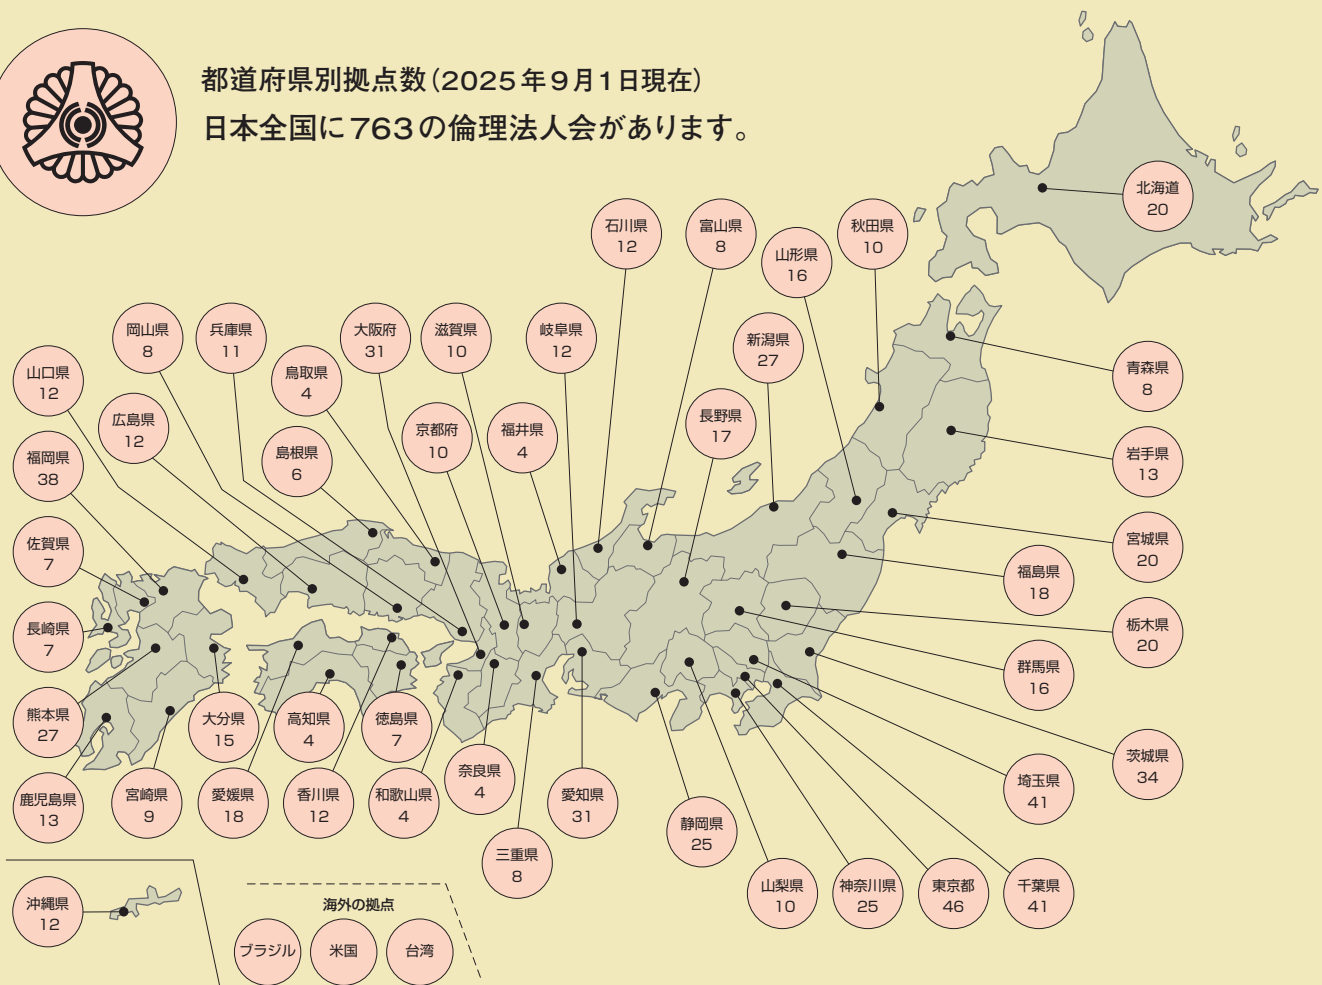 都道府県別拠点数(2025年9月1日現在)
日本全国に763の倫理法人会があります。
北海道
20
石川県
12
富山県
8
山形県
16
秋田県
10
岡山県
8
兵庫県
11
大阪府
31
滋賀県
10
岐阜県
12
新潟県
27
青森県
8
山口県
12
鳥取県
4
広島県
12
島根県
6
京都府
10
福井県
4
長野県
17
岩手県
13
福岡県
38
佐賀県
7
宮城県
20
福島県
18
長崎県
7
栃木県
20
群馬県
16
熊本県
27
大分県
15
高知県
4
徳島県
7
茨城県
34
鹿児島県
13
宮崎県
9
愛媛県
18
香川県
12
和歌山県
4
奈良県
4
愛知県
31
埼玉県
41
静岡県
25
三重県
8
山梨県
10
神奈川県
25
東京都
46
千葉県
41
沖縄県
12
海外の拠点
ブラジル
米国
台湾